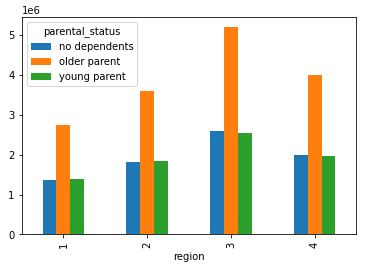 1e6
parental_status
no dependents
older parent
young parent
5
4
3
2
1
0
1
2
3
4
region